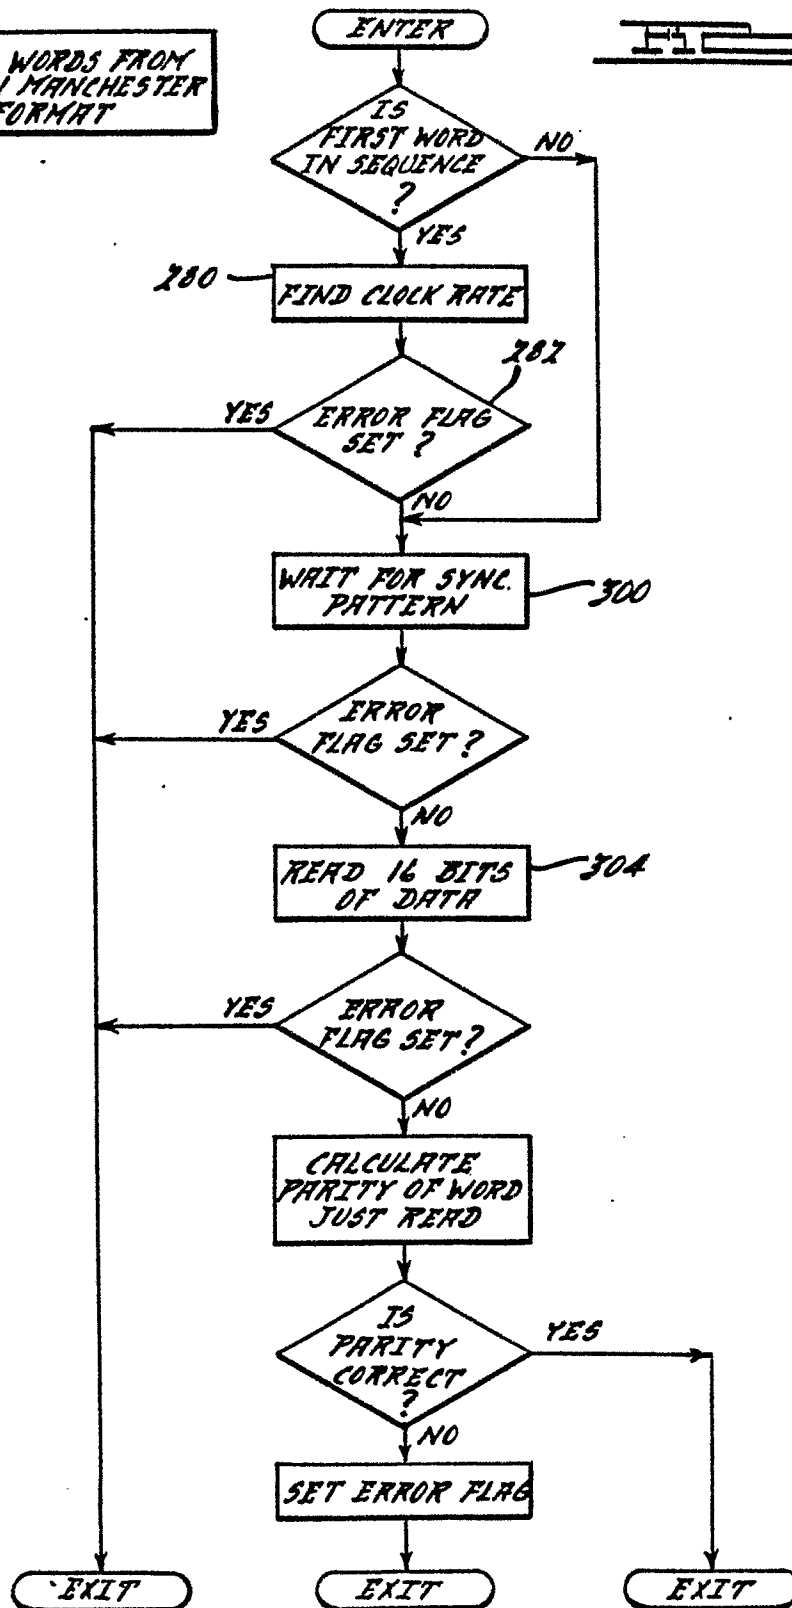 WORDS FROM
MANCHESTER
FORMAT
ENTER
IS
FIRST WORD
IN SEQUENCE
?
NO
YES
280
FIND CLOCK RATE
282
YES
ERROR FLAG
SET ?
NO
WAIT FOR SYNC.
PATTERN
300
YES
ERROR
FLAG SET ?
NO
READ 16 BITS
OF DATA
304
YES
ERROR
FLAG SET ?
NO
CALCULATE
PARITY OF WORD
JUST READ
IS
PARITY
CORRECT
?
YES
NO
SET ERROR FLAG
EXIT
EXIT
EXIT